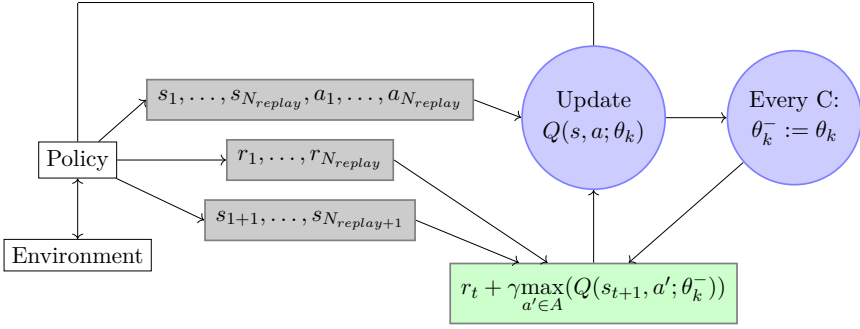 s_1, . . . , s_{N_{replay}}, a_1, . . . , a_{N_{replay}}
Update
Q(s, a; θ_k)
Every C:
θ_k^- := θ_k
Policy
r_1, . . . , r_{N_{replay}}
s_{1+1}, . . . , s_{N_{replay+1}}
Environment
r_t + γ max_{a'∈A}(Q(s_{t+1}, a'; θ_k^-))